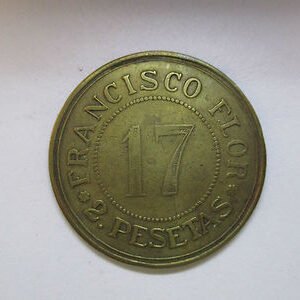 FRANCISCO FLOR
17
* 2. PESETAS *